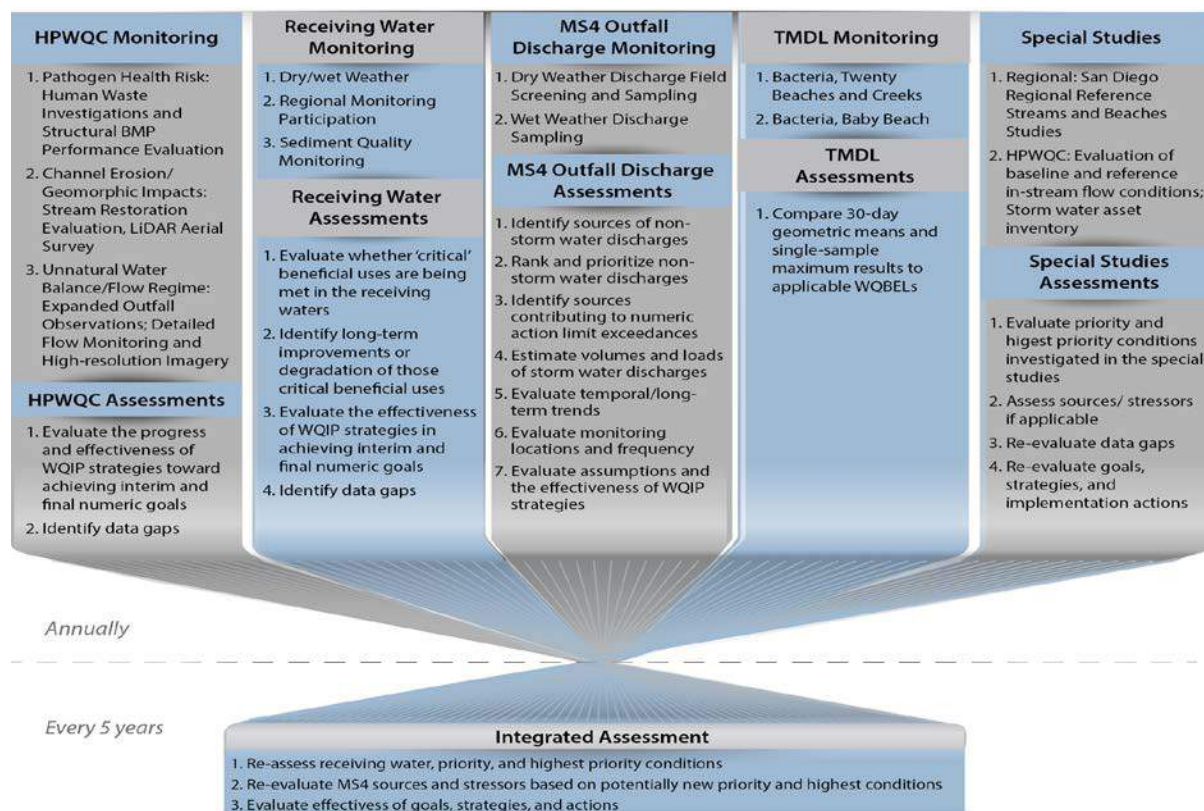 HPWQC Monitoring
1. Pathogen Health Risk:
Human Waste
Investigations and
Structural BMP
Performance Evaluation
2. Channel Erosion/
Geomorphic Impacts:
Stream Restoration
Evaluation, LiDAR Aerial
Survey
3. Unnatural Water
Balance/Flow Regime:
Expanded Outfall
Observations; Detailed
Flow Monitoring and
High-resolution Imagery
HPWQC Assessments
1. Evaluate the progress
and effectiveness of
WQIP strategies toward
achieving interim and
final numeric goals
2. Identify data gaps
Receiving Water
Monitoring
1. Dry/wet Weather
2. Regional Monitoring
Participation
3. Sediment Quality
Monitoring
Receiving Water
Assessments
1. Evaluate whether ‘critical’
beneficial uses are being
met in the receiving
waters
2. Identify long-term
improvements or
degradation of those
critical beneficial uses
3. Evaluate the effectiveness
of WQIP strategies in
achieving interim and
final numeric goals
4. Identify data gaps
MS4 Outfall
Discharge Monitoring
1. Dry Weather Discharge Field
Screening and Sampling
2. Wet Weather Discharge
Sampling
MS4 Outfall Discharge
Assessments
1. Identify sources of non-
storm water discharges
2. Rank and prioritize non-
storm water discharges
3. Identify sources
contributing to numeric
action limit exceedances
4. Estimate volumes and loads
of storm water discharges
5. Evaluate temporal/long-
term trends
6. Evaluate monitoring
locations and frequency
7. Evaluate assumptions and
the effectiveness of WQIP
strategies
TMDL Monitoring
1. Bacteria, Twenty
Beaches and Creeks
2. Bacteria, Baby Beach
TMDL
Assessments
1. Compare 30-day
geometric means and
single-sample
maximum results to
applicable WQBELs
Special Studies
1. Regional: San Diego
Regional Reference
Streams and Beaches
Studies
2. HPWQC: Evaluation of
baseline and reference
in-stream flow conditions;
Storm water asset
inventory
Special Studies
Assessments
1. Evaluate priority and
higest priority conditions
investigated in the special
studies
2. Assess sources/ stressors
if applicable
3. Re-evaluate data gaps
4. Re-evaluate goals,
strategies, and
implementation actions
Annually
Every 5 years
Integrated Assessment
1. Re-assess receiving water, priority, and highest priority conditions
2. Re-evaluate MS4 sources and stressors based on potentially new priority and highest conditions
3. Evaluate effectivess of goals, strategies, and actions